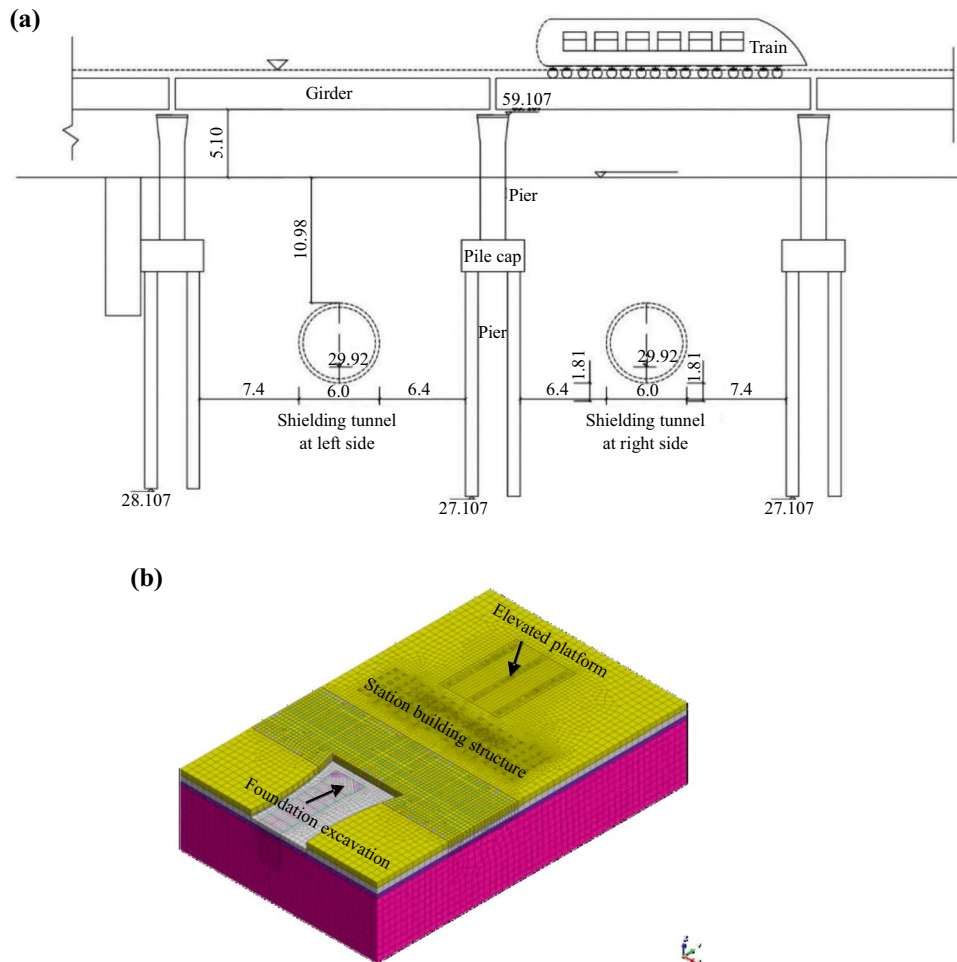 (a)
Train
Girder
59.107
5.10
Pier
10.98
Pile cap
Pier
29.92
29.92
1.81
1.81
7.4
6.0
6.4
6.4
6.0
7.4
Shielding tunnel
at left side
Shielding tunnel
at right side
28.107
27.107
27.107
(b)
Elevated platform
Station building structure
Foundation excavation